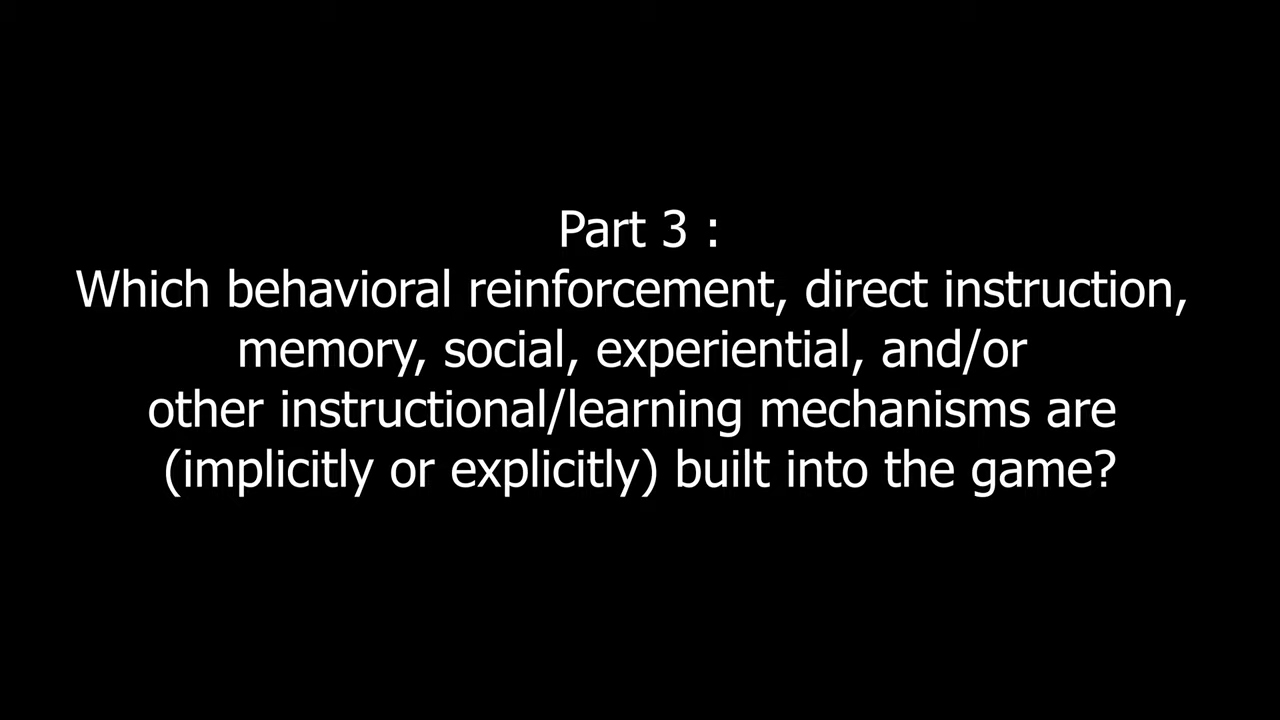 Part 3 :
Which behavioral reinforcement, direct instruction,
memory, social, experiential, and/or
other instructional/learning mechanisms are
(implicitly or explicitly) built into the game?